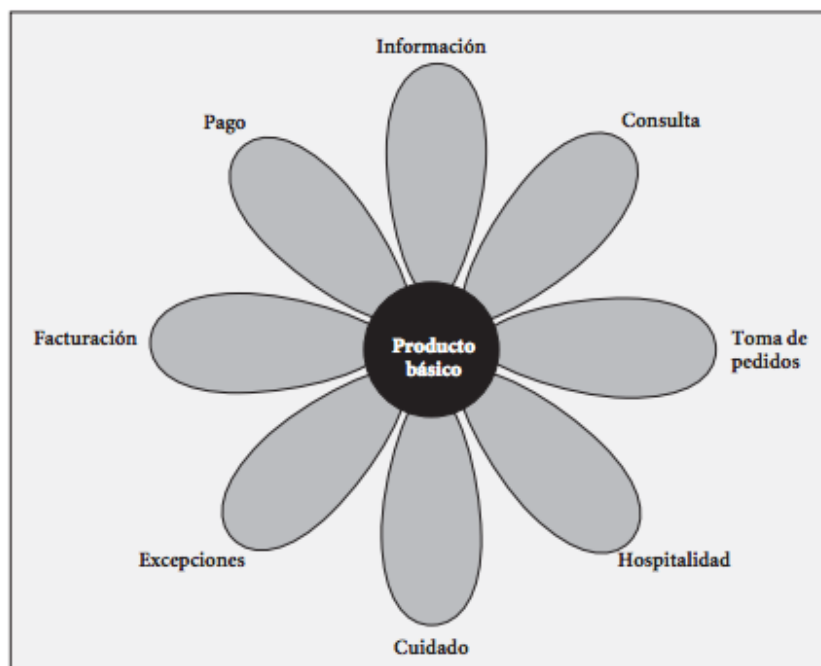 Información
Pago
Consulta
Facturación
Producto
básico
Toma de
pedidos
Excepciones
Hospitalidad
Cuidado